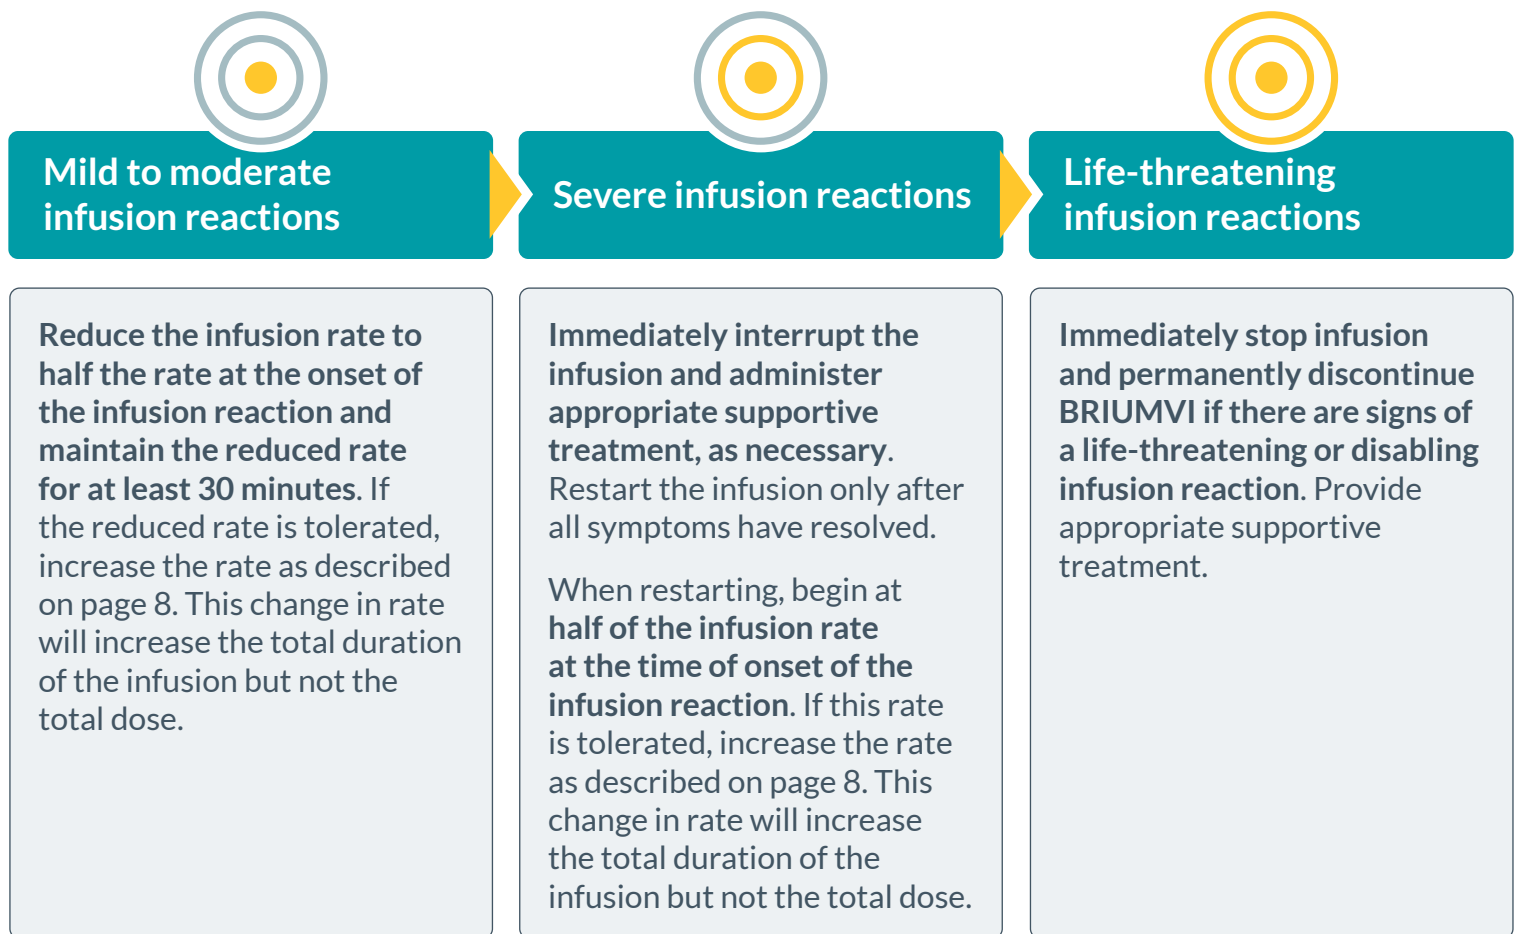 Mild to moderate
infusion reactions
Severe infusion reactions
Life-threatening
infusion reactions
Reduce the infusion rate to
half the rate at the onset of
the infusion reaction and
maintain the reduced rate
for at least 30 minutes. If
the reduced rate is tolerated,
increase the rate as described
on page 8. This change in rate
will increase the total duration
of the infusion but not the
total dose.
Immediately interrupt the
infusion and administer
appropriate supportive
treatment, as necessary.
Restart the infusion only after
all symptoms have resolved.
When restarting, begin at
half of the infusion rate
at the time of onset of the
infusion reaction. If this rate
is tolerated, increase the rate
as described on page 8. This
change in rate will increase
the total duration of the
infusion but not the total dose.
Immediately stop infusion
and permanently discontinue
BRIUMVI if there are signs of
a life-threatening or disabling
infusion reaction. Provide
appropriate supportive
treatment.